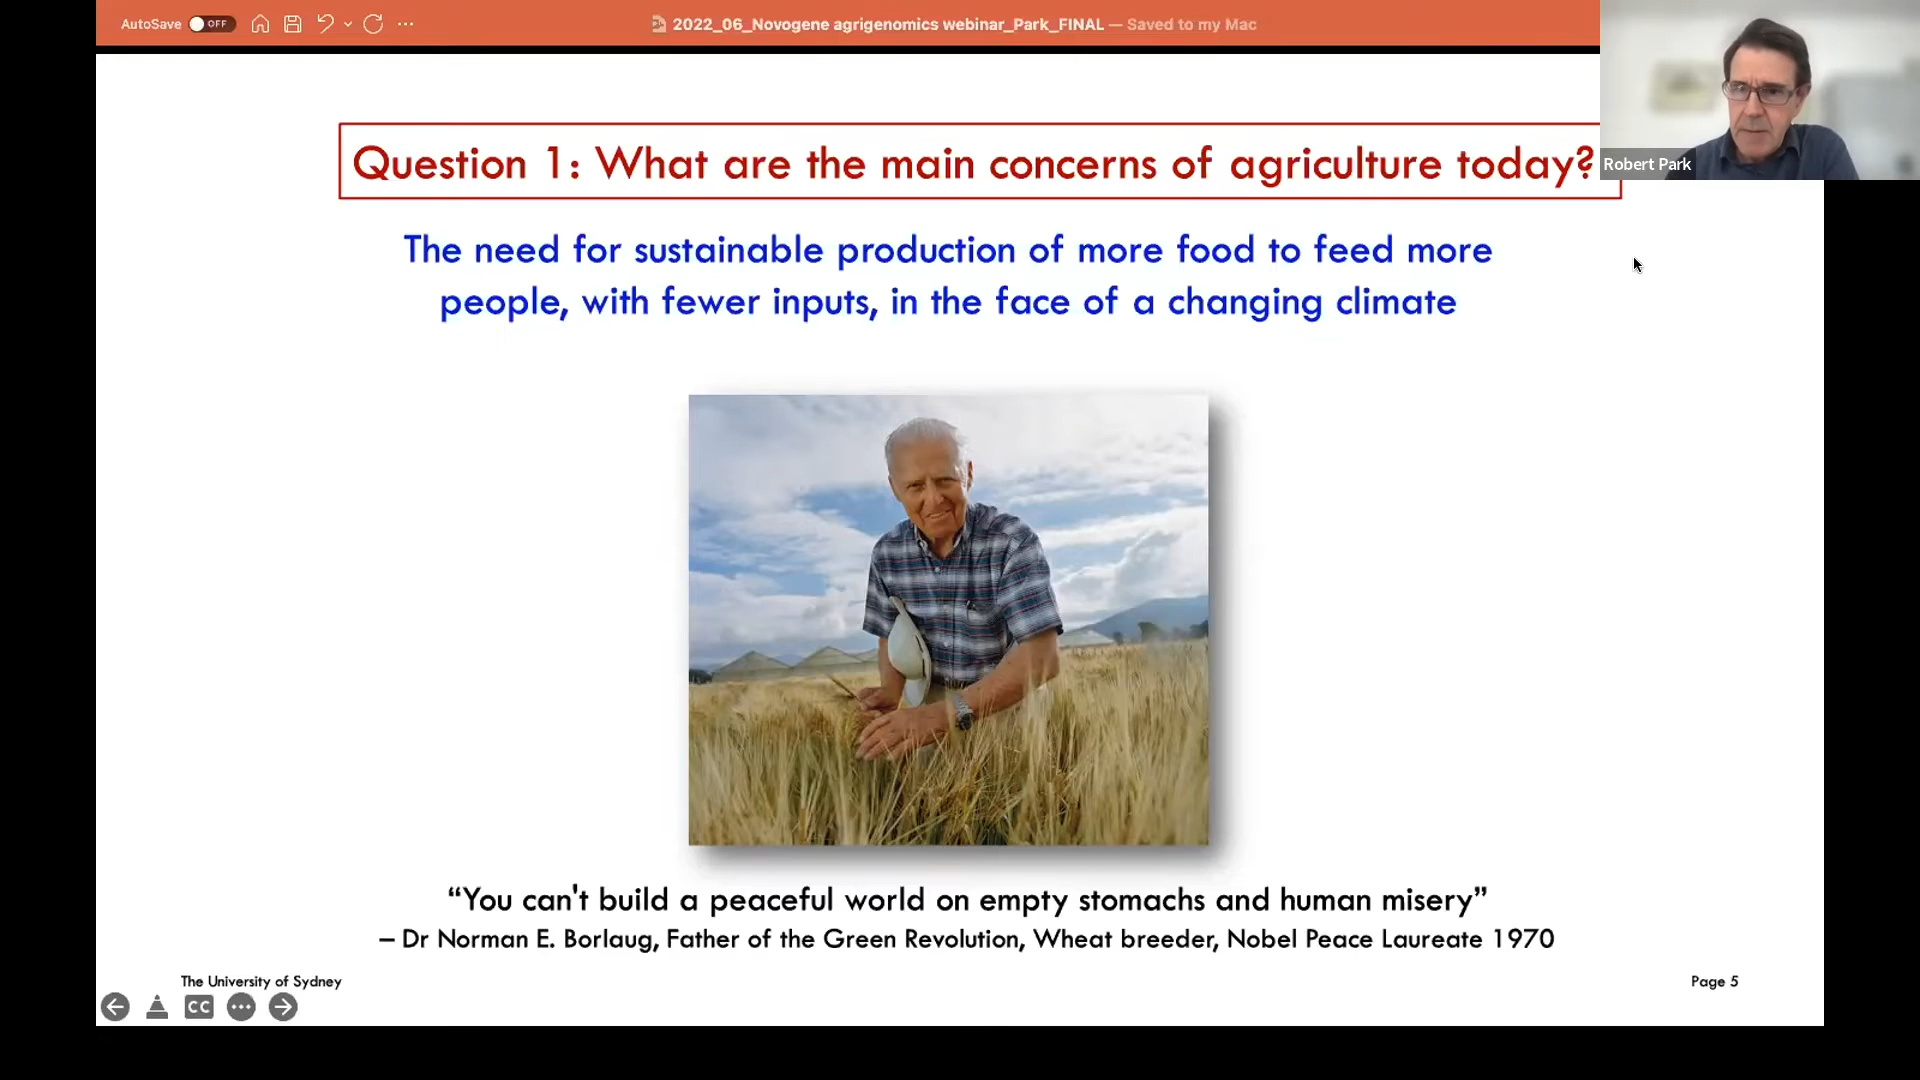 AutoSave OFF
2022_06_Novogene agrigenomics webinar_Park_FINAL — Saved to my Mac
Robert Park
Question 1: What are the main concerns of agriculture today?
The need for sustainable production of more food to feed more
people, with fewer inputs, in the face of a changing climate
“You can't build a peaceful world on empty stomachs and human misery”
– Dr Norman E. Borlaug, Father of the Green Revolution, Wheat breeder, Nobel Peace Laureate 1970
The University of Sydney
Page 5
CC